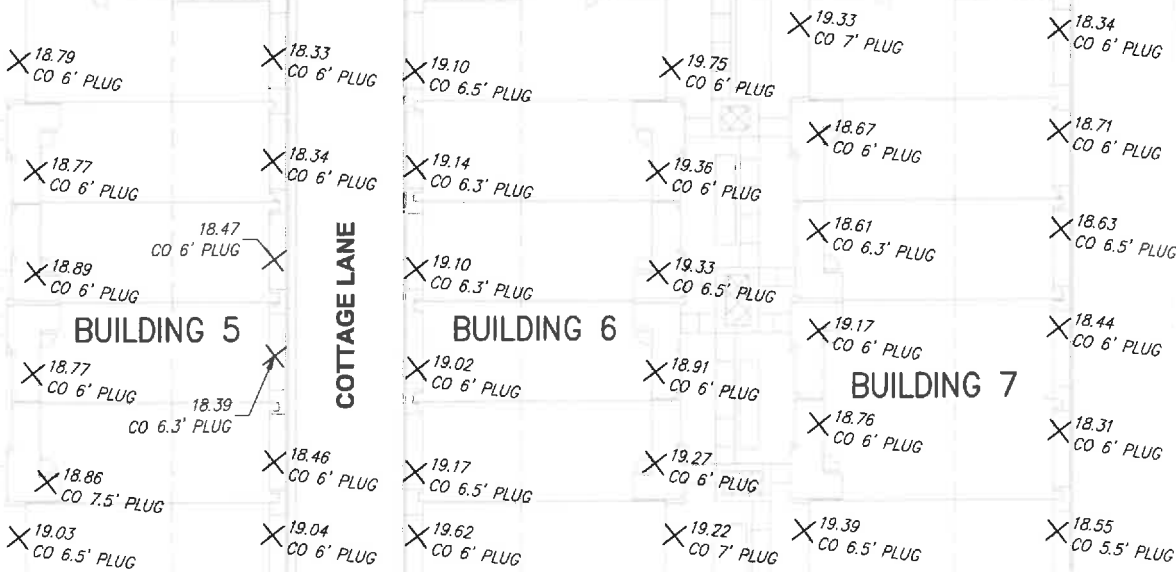 18.79
CO 6' PLUG
18.77
CO 6' PLUG
18.89
CO 6' PLUG
BUILDING 5
18.77
CO 6' PLUG
18.86
CO 7.5' PLUG
19.03
CO 6.5' PLUG
18.33
CO 6' PLUG
18.34
CO 6' PLUG
18.47
CO 6' PLUG
18.39
CO 6.3' PLUG
18.46
CO 6' PLUG
19.04
CO 6' PLUG
COTTAGE LANE
19.10
CO 6.5' PLUG
19.14
CO 6.3' PLUG
19.10
CO 6.3' PLUG
BUILDING 6
19.02
CO 6' PLUG
19.17
CO 6.5' PLUG
19.62
CO 6' PLUG
19.75
CO 6' PLUG
19.36
CO 6' PLUG
19.33
CO 6.5' PLUG
18.91
CO 6' PLUG
19.27
CO 6' PLUG
19.22
CO 7' PLUG
19.33
CO 7' PLUG
18.67
CO 6' PLUG
18.61
CO 6.3' PLUG
19.17
CO 6' PLUG
BUILDING 7
18.76
CO 6' PLUG
19.39
CO 6.5' PLUG
18.34
CO 6' PLUG
18.71
CO 6' PLUG
18.63
CO 6.5' PLUG
18.44
CO 6' PLUG
18.31
CO 6' PLUG
18.55
CO 5.5' PLUG